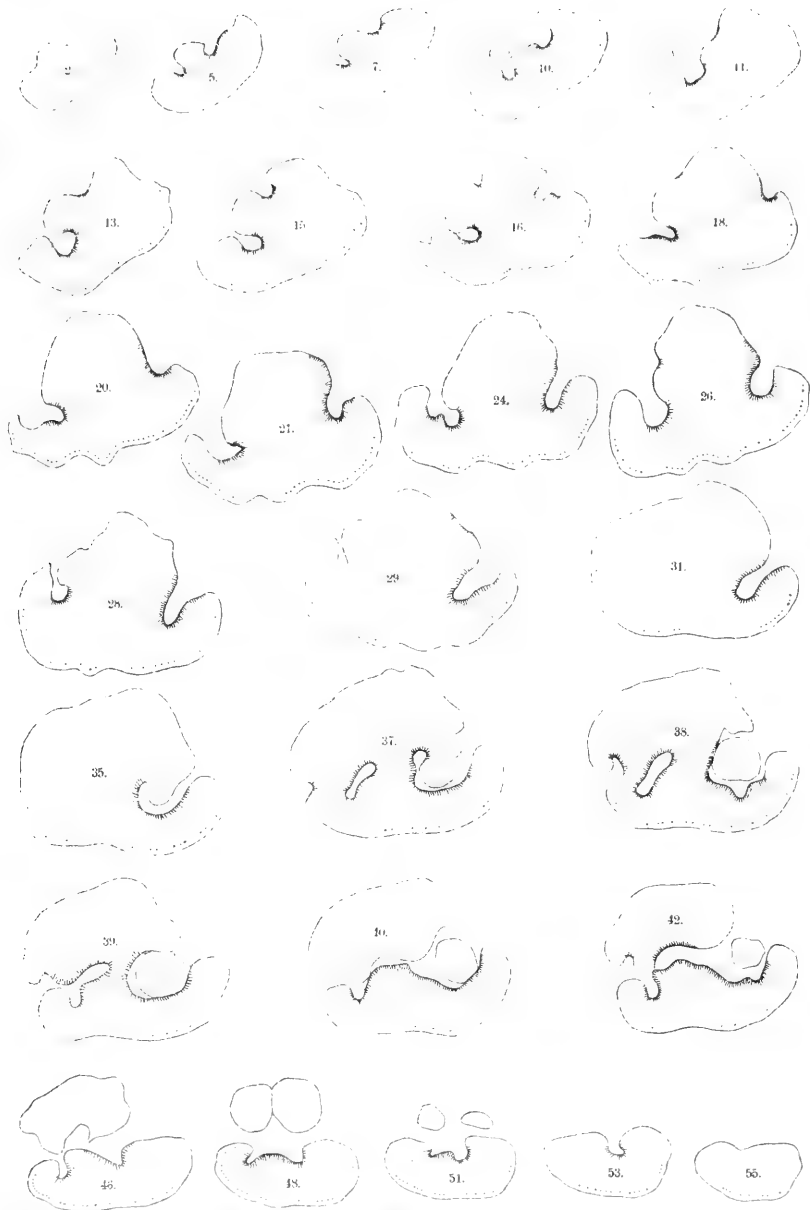 2. 5. 7. 10. 11.
13. 15 16. 18.
20. 21. 24. 26.
28. 29 31.
35. 37. 38.
39. 40. 42.
46. 48. 51. 53. 55.